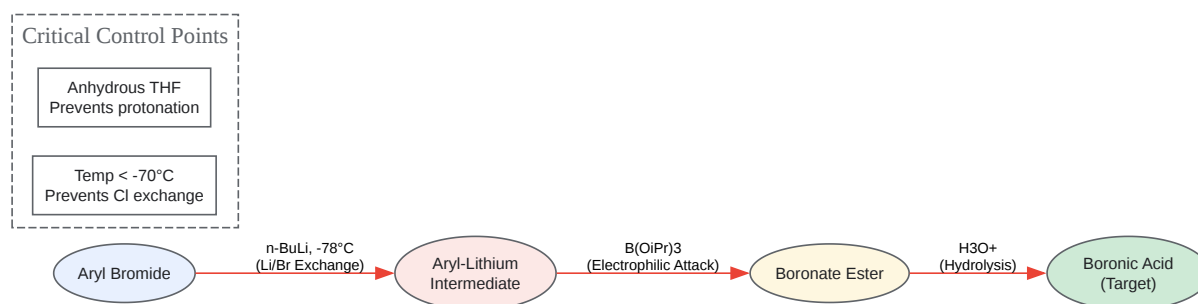 Critical Control Points
Anhydrous THF
Prevents protonation
Temp < -70°C
Prevents Cl exchange
Aryl Bromide
n-BuLi, -78°C
(Li/Br Exchange)
Aryl-Lithium
Intermediate
B(OiPr)3
(Electrophilic Attack)
Boronate Ester
H3O+
(Hydrolysis)
Boronic Acid
(Target)